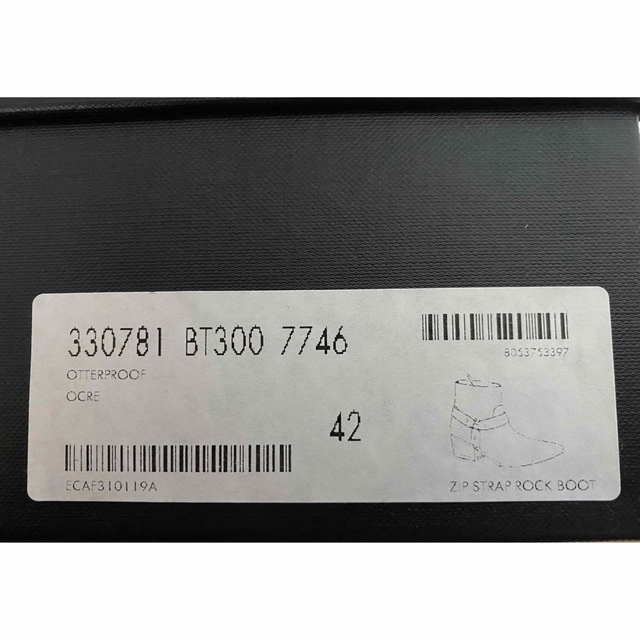 330781 BT300 7746
OTTERPROOF
OCRE
42
8053753397
ECAF310119A
ZIP STRAP ROCK BOOT